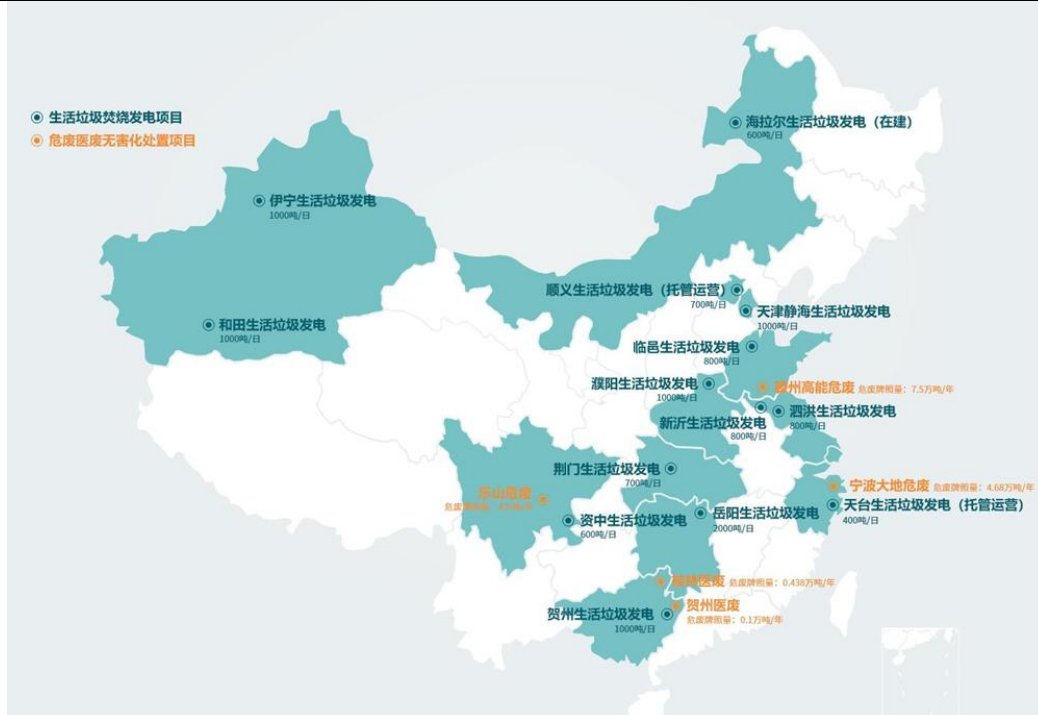 生活垃圾焚烧发电项目
危废医废无害化处置项目
海拉尔生活垃圾发电（在建）
600吨/日
伊宁生活垃圾发电
1000吨/日
顺义生活垃圾发电（托管运营）
700吨/日
天津静海生活垃圾发电
1000吨/日
和田生活垃圾发电
1000吨/日
临邑生活垃圾发电
800吨/日
濮阳生活垃圾发电
1000吨/日
州高能危废 危废牌照量：7.5万吨/年
泗洪生活垃圾发电
800吨/日
新沂生活垃圾发电
800吨/日
荆门生活垃圾发电
700吨/日
乐山危废
危废牌照量：
宁波大地危废 危废牌照量：4.68万吨/年
天台生活垃圾发电（托管运营）
400吨/日
岳阳生活垃圾发电
2000吨/日
资中生活垃圾发电
600吨/日
桂林医废 危废牌照量：0.438万吨/年
贺州医废
危废牌照量：0.1万吨/年
贺州生活垃圾发电
1000吨/日